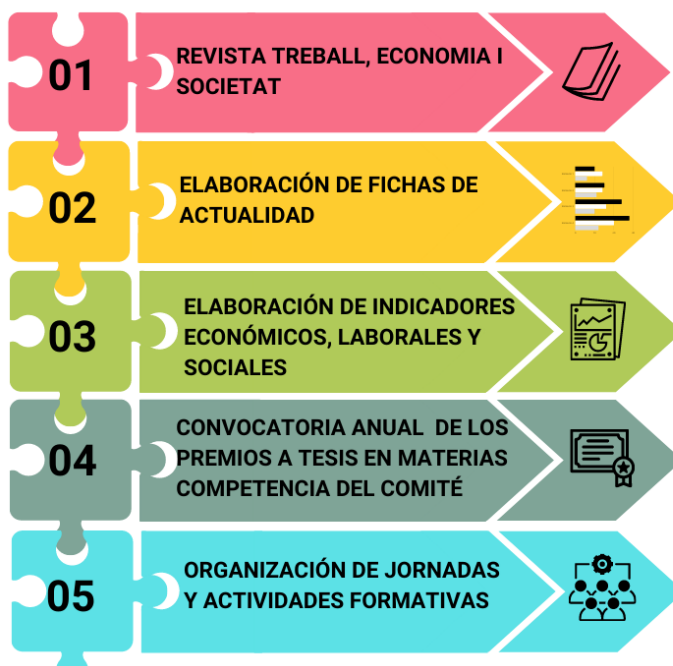 01
REVISTA TREBALL, ECONOMIA I
SOCIETAT
02
ELABORACIÓN DE FICHAS DE
ACTUALIDAD
03
ELABORACIÓN DE INDICADORES
ECONÓMICOS, LABORALES Y
SOCIALES
04
CONVOCATORIA ANUAL DE LOS
PREMIOS A TESIS EN MATERIAS
COMPETENCIA DEL COMITÉ
05
ORGANIZACIÓN DE JORNADAS
Y ACTIVIDADES FORMATIVAS